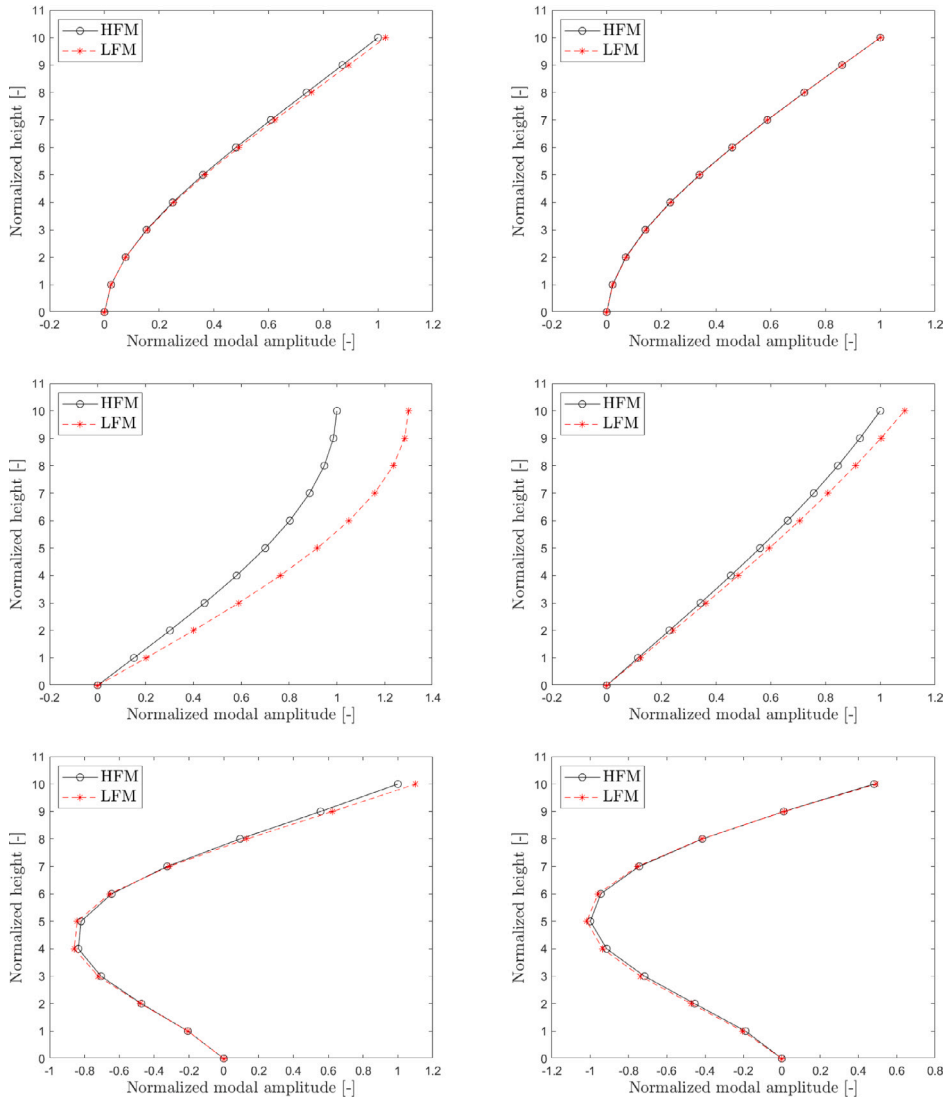 11
10
9
8
7
6
5
4
3
2
1
0
-0.2 0 0.2 0.4 0.6 0.8 1 1.2
Normalized height [-]
Normalized modal amplitude [-]
HFM
LFM
11
10
9
8
7
6
5
4
3
2
1
0
-0.2 0 0.2 0.4 0.6 0.8 1 1.2
Normalized height [-]
Normalized modal amplitude [-]
HFM
LFM
11
10
9
8
7
6
5
4
3
2
1
0
-0.2 0 0.2 0.4 0.6 0.8 1 1.2 1.4
Normalized height [-]
Normalized modal amplitude [-]
HFM
LFM
11
10
9
8
7
6
5
4
3
2
1
0
-0.2 0 0.2 0.4 0.6 0.8 1 1.2
Normalized height [-]
Normalized modal amplitude [-]
HFM
LFM
11
10
9
8
7
6
5
4
3
2
1
0
-1 -0.8 -0.6 -0.4 -0.2 0 0.2 0.4 0.6 0.8 1 1.2
Normalized height [-]
Normalized modal amplitude [-]
HFM
LFM
11
10
9
8
7
6
5
4
3
2
1
0
-1.2 -1 -0.8 -0.6 -0.4 -0.2 0 0.2 0.4 0.6 0.8
Normalized height [-]
Normalized modal amplitude [-]
HFM
LFM